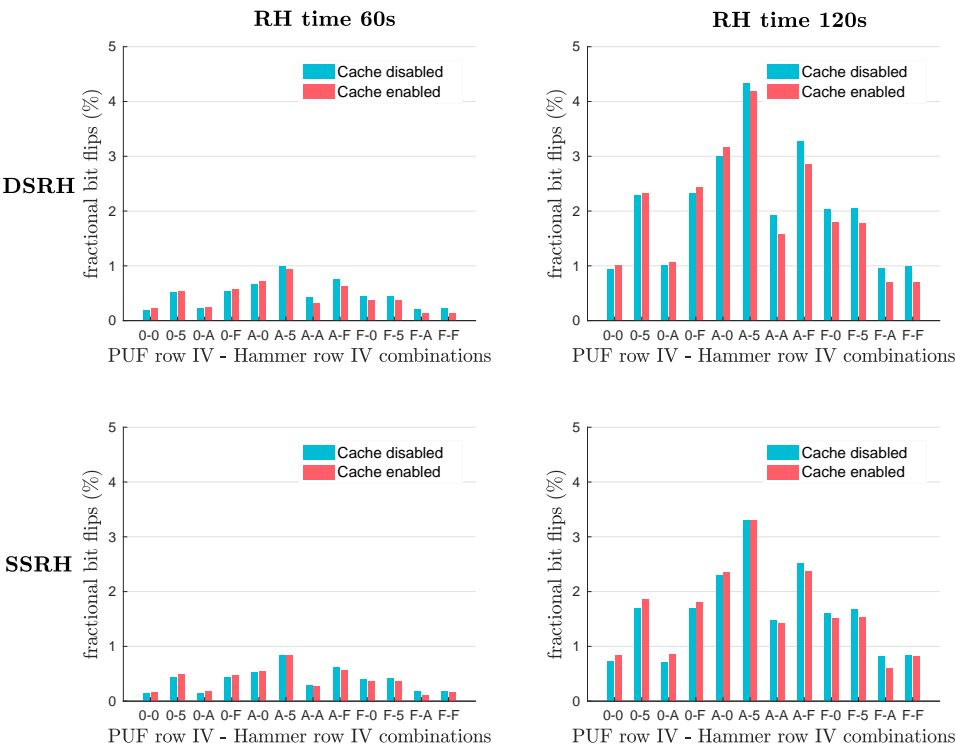 RH time 60s
RH time 120s
DSRH
fractional bit flips (%)
5
4
3
2
1
0
Cache disabled
Cache enabled
0-0 0-5 0-A 0-F A-0 A-5 A-A A-F F-0 F-5 F-A F-F
PUF row IV - Hammer row IV combinations
fractional bit flips (%)
5
4
3
2
1
0
Cache disabled
Cache enabled
0-0 0-5 0-A 0-F A-0 A-5 A-A A-F F-0 F-5 F-A F-F
PUF row IV - Hammer row IV combinations
SSRH
fractional bit flips (%)
5
4
3
2
1
0
Cache disabled
Cache enabled
0-0 0-5 0-A 0-F A-0 A-5 A-A A-F F-0 F-5 F-A F-F
PUF row IV - Hammer row IV combinations
fractional bit flips (%)
5
4
3
2
1
0
Cache disabled
Cache enabled
0-0 0-5 0-A 0-F A-0 A-5 A-A A-F F-0 F-5 F-A F-F
PUF row IV - Hammer row IV combinations